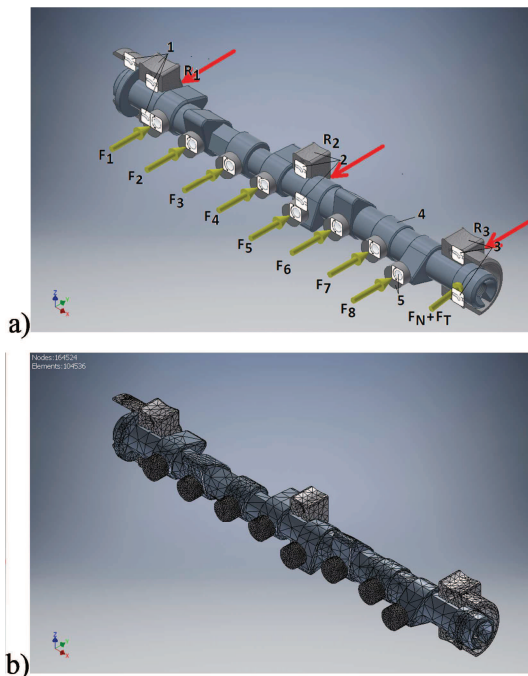 1
R1
R2
2
F1
F2
F3
F4
4
R3
3
F5
F6
F7
F8
5
FN+FT
Z
Y
X
a)
Nodes:164524
Elements:104536
Z
Y
X
b)